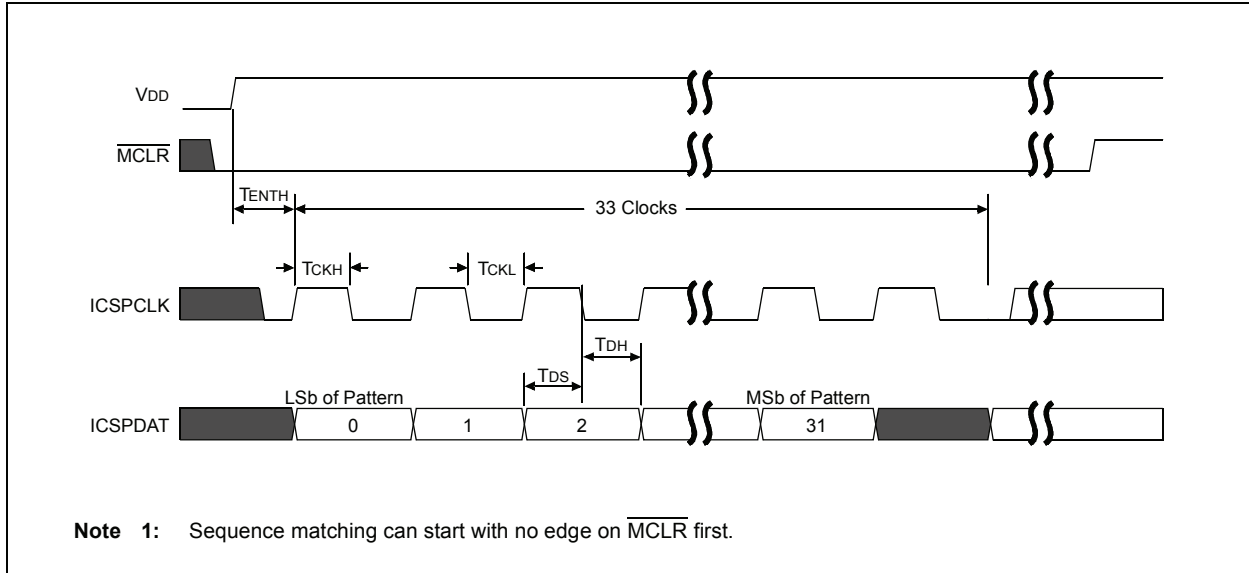 VDD
MCLR
TENTH
33 Clocks
TCKH
TCKL
ICSPCLK
TDH
TDS
LSb of Pattern
MSb of Pattern
ICSPDAT
0
1
2
31
Note 1: Sequence matching can start with no edge on MCLR first.